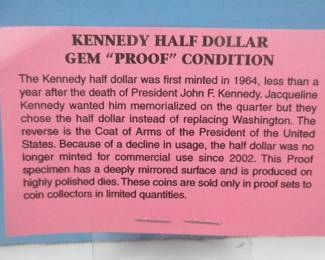 KENNEDY HALF DOLLAR
GEM “PROOF” CONDITION
The Kennedy half dollar was first minted in 1964, less than a
year after the death of President John F. Kennedy. Jacqueline
Kennedy wanted him memorialized on the quarter but they
chose the half dollar instead of replacing Washington. The
reverse is the Coat of Arms of the President of the United
States. Because of a decline in usage, the half dollar was no
longer minted for commercial use since 2002. This Proof
specimen has a deeply mirrored surface and is produced on
highly polished dies. These coins are sold only in proof sets to
coin collectors in limited quantities.